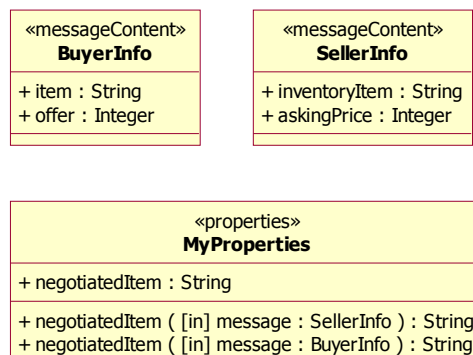 «messageContent»
BuyerInfo
+ item : String
+ offer : Integer
«messageContent»
SellerInfo
+ inventoryItem : String
+ askingPrice : Integer
«properties»
MyProperties
+ negotiatedItem : String
+ negotiatedItem ( [in] message : SellerInfo ) : String
+ negotiatedItem ( [in] message : BuyerInfo ) : String